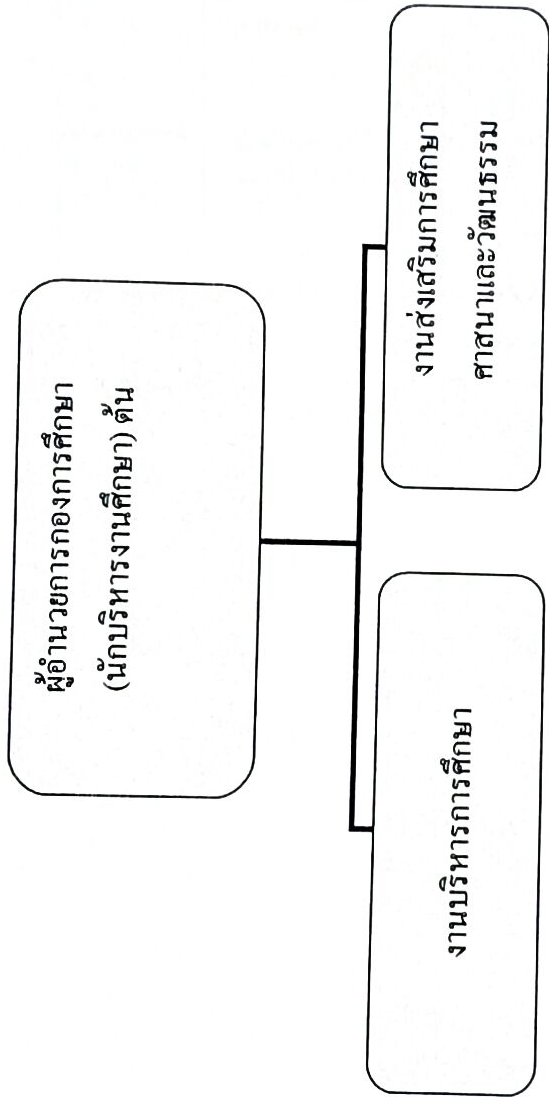 ผู้อำนวยการกองการศึกษา
(นักบริหารงานศึกษา) ต้น
งานบริหารการศึกษา
งานส่งเสริมการศึกษา
ศาสนาและวัฒนธรรม